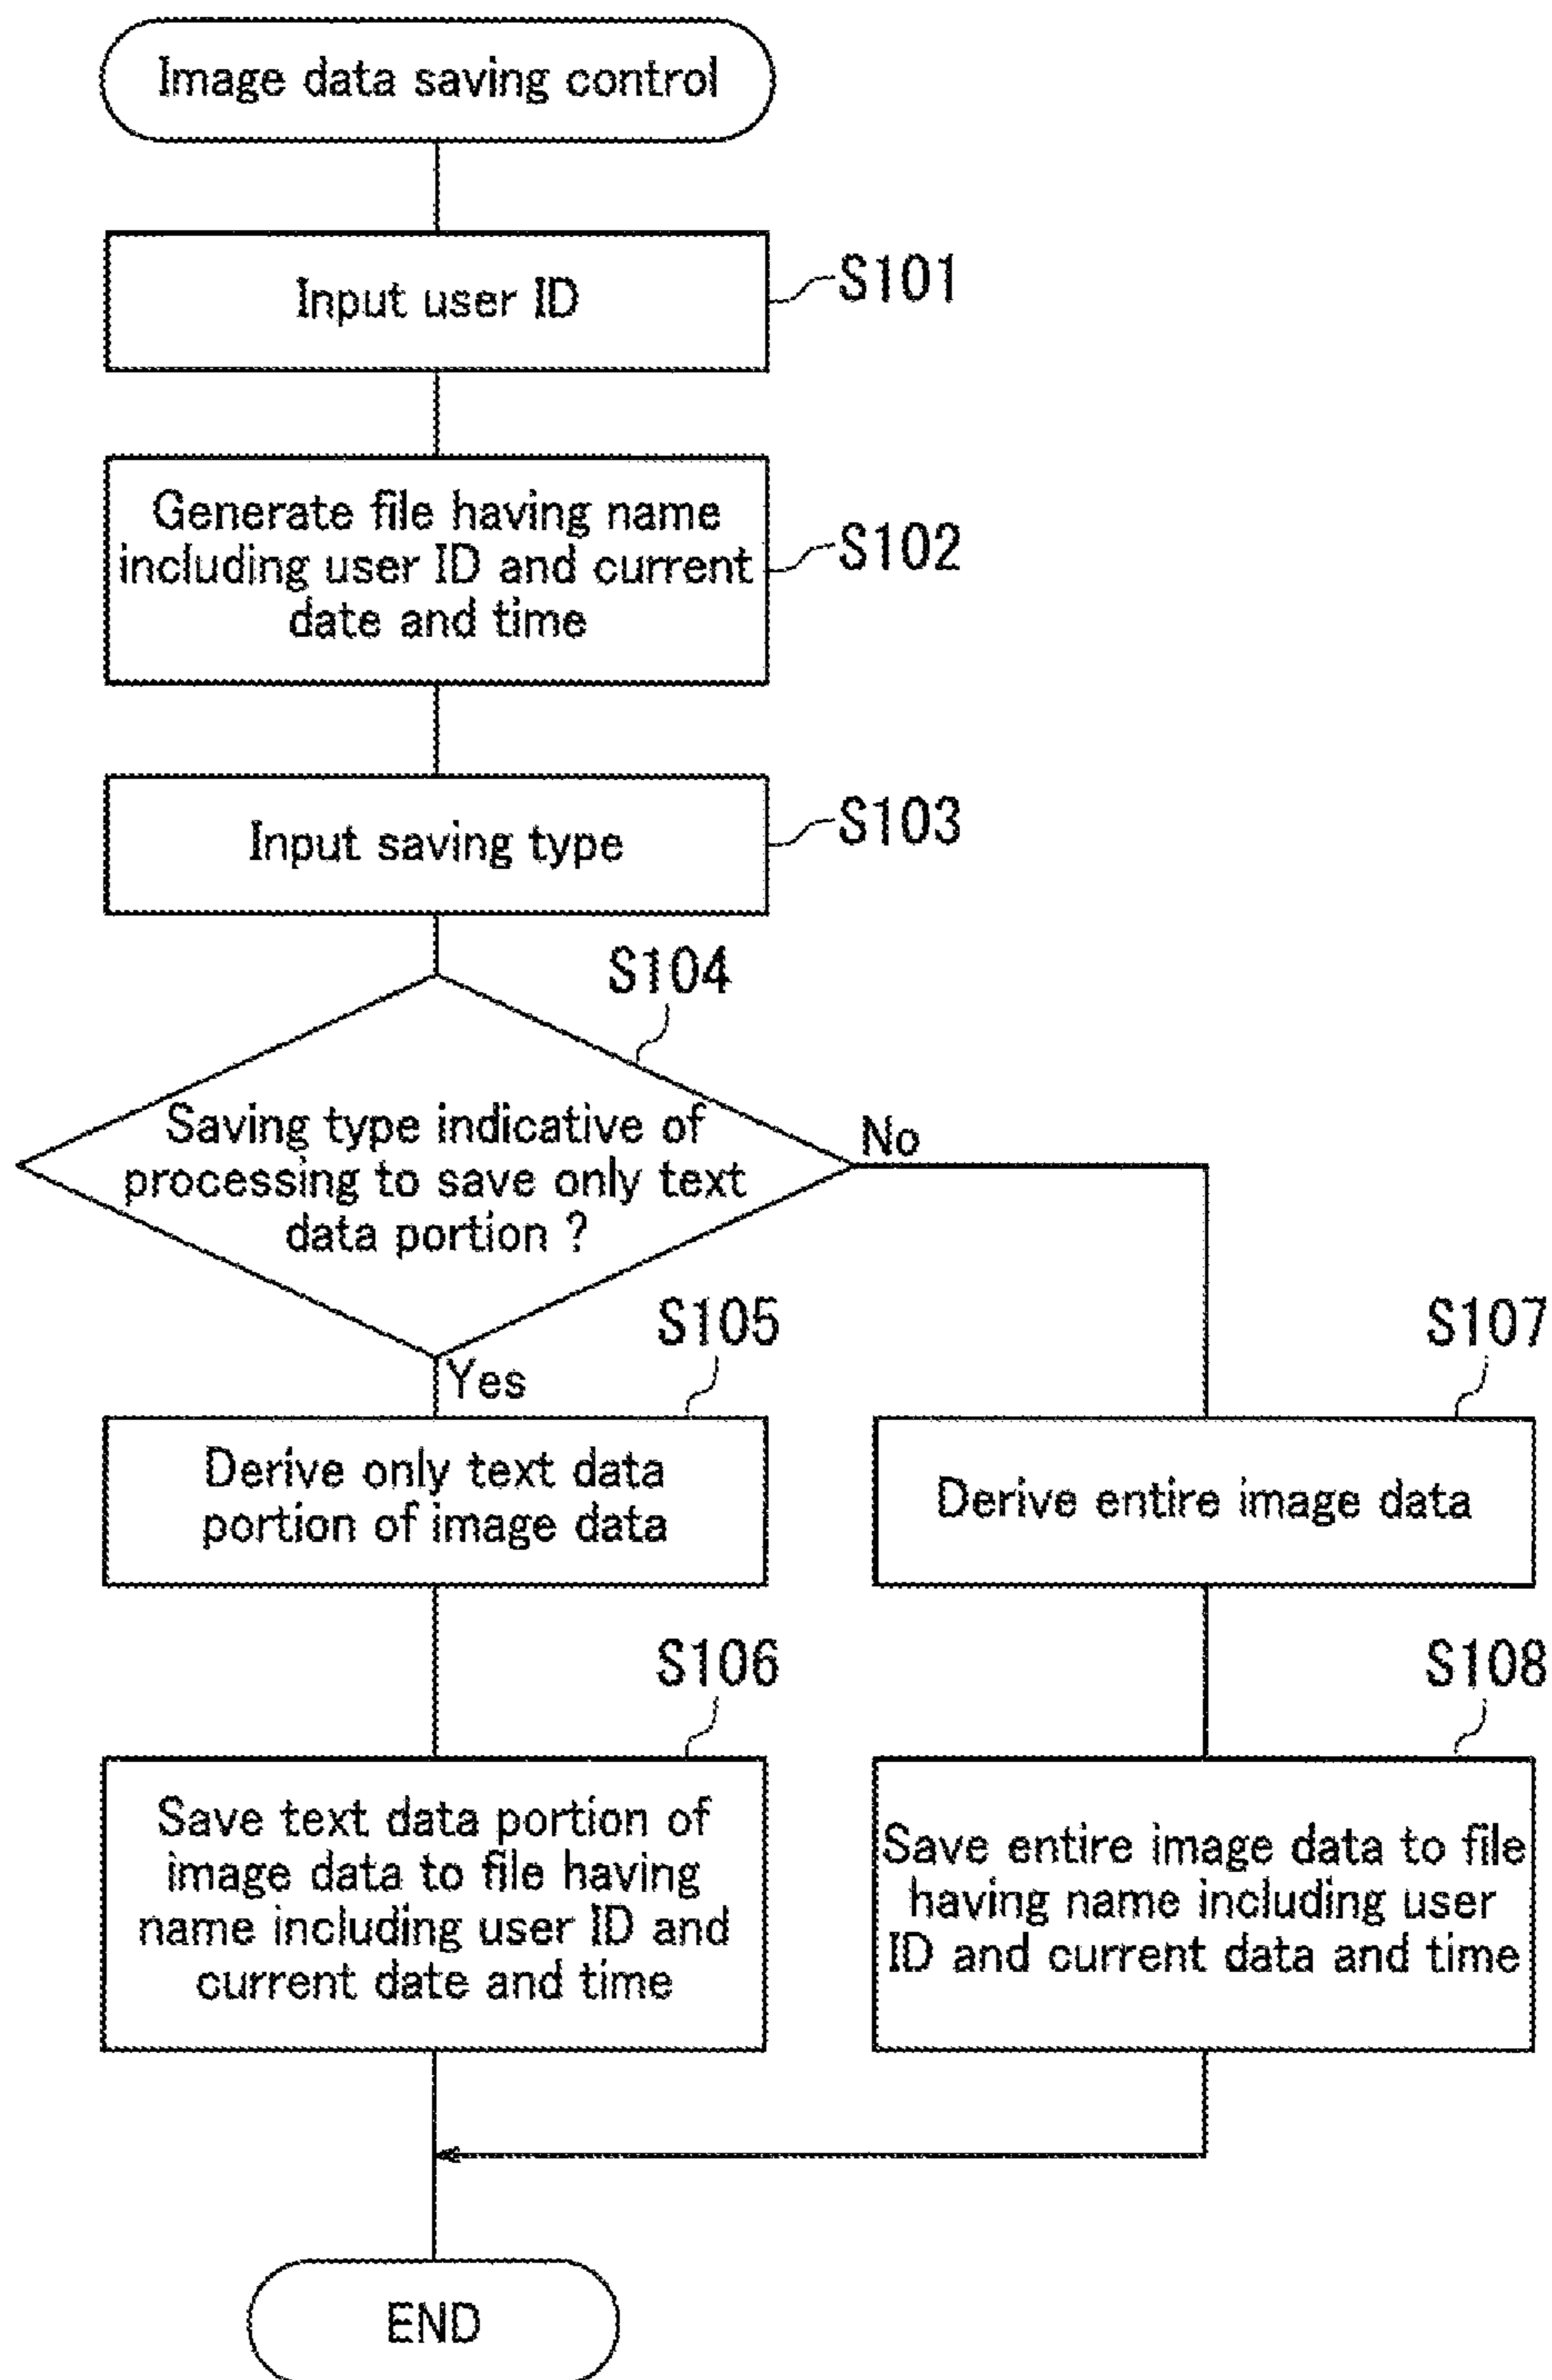 Image data saving control
Input user ID
S101
Generate file having name
including user ID and current
date and time
S102
Input saving type
S103
S104
Saving type indicative of
processing to save only text
data portion ?
No
Yes
S105
Derive only text data
portion of image data
S107
Derive entire image data
S106
Save text data portion of
image data to file having
name including user ID and
current date and time
S108
Save entire image data to file
having name including user
ID and current data and time
END